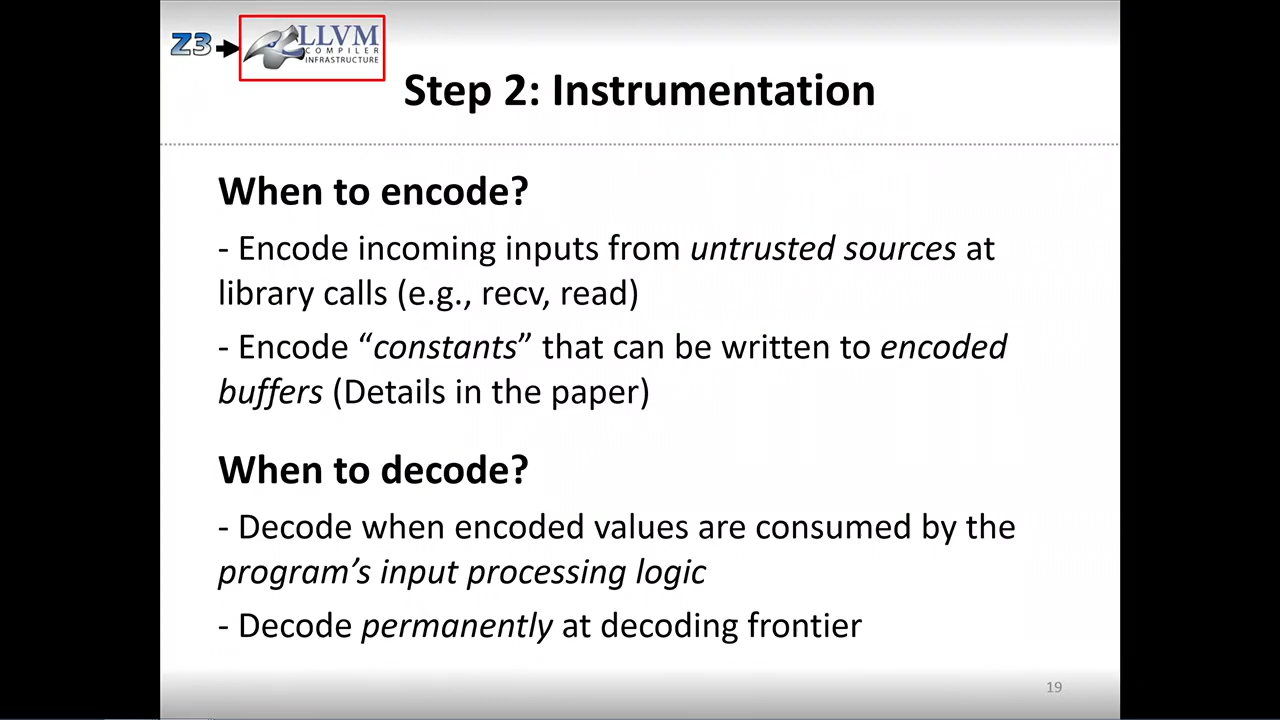 Z3
LLVM
COMPILER
INFRASTRUCTURE
Step 2: Instrumentation
When to encode?
- Encode incoming inputs from untrusted sources at
library calls (e.g., recv, read)
- Encode “constants” that can be written to encoded
buffers (Details in the paper)
When to decode?
- Decode when encoded values are consumed by the
program’s input processing logic
- Decode permanently at decoding frontier
19